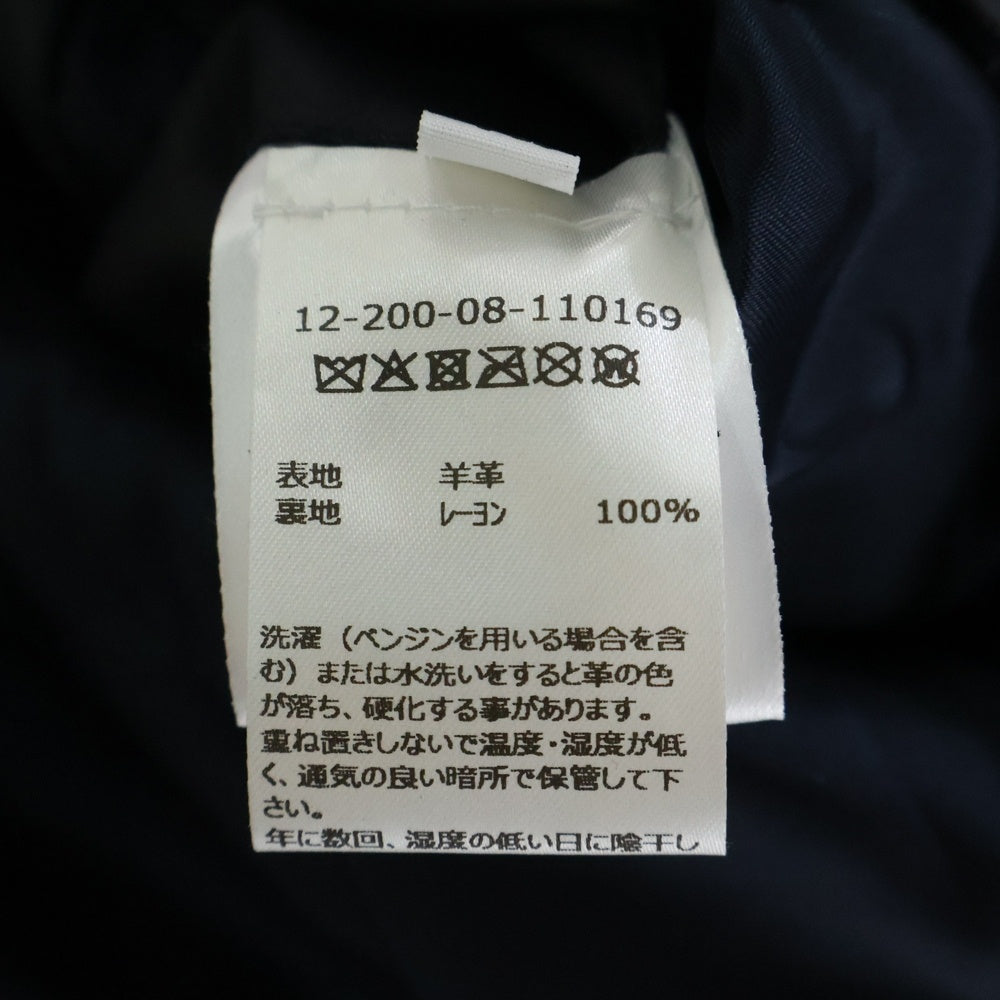 12-200-08-110169
表地 羊革
裏地 レーヨン 100%
洗濯（ベンジンを用いる場合を含
む）または水洗いをすると革の色
が落ち、硬化する事があります。
重ね置きしないで温度・湿度が低
く、通気の良い暗所で保管して下
さい。
年に数回、湿度の低い日に陰干し